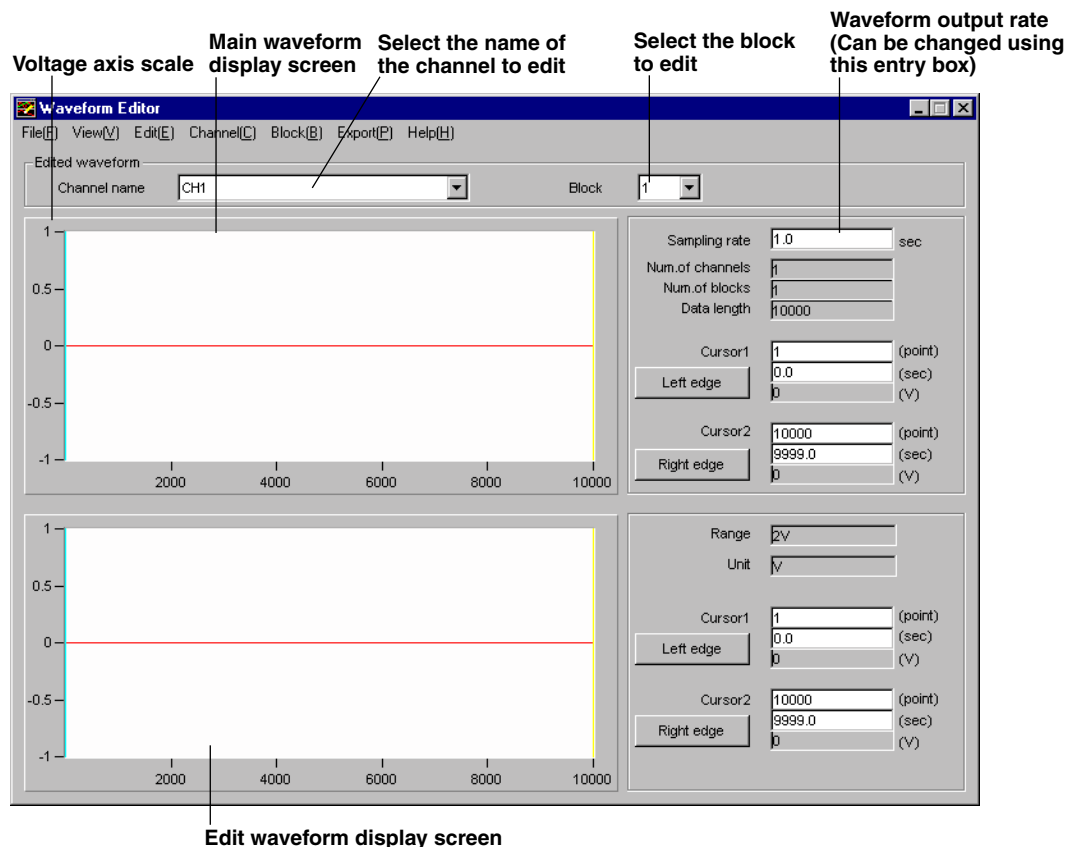 Voltage axis scale
Main waveform
display screen
Select the name of
the channel to edit
Select the block
to edit
Waveform output rate
(Can be changed using
this entry box)
Waveform Editor
File(F) View(V) Edit(E) Channel(C) Block(B) Export(P) Help(H)
Edited waveform
Channel name CH1 Block 1
1
0.5
0
-0.5
-1
2000 4000 6000 8000 10000
Sampling rate 1.0 sec
Num.of channels 1
Num.of blocks 1
Data length 10000
Cursor1 1 (point)
Left edge 0.0 (sec)
0 (V)
Cursor2 10000 (point)
Right edge 9999.0 (sec)
0 (V)
1
0.5
0
-0.5
-1
2000 4000 6000 8000 10000
Range 2V
Unit V
Cursor1 1 (point)
Left edge 0.0 (sec)
0 (V)
Cursor2 10000 (point)
Right edge 9999.0 (sec)
0 (V)
Edit waveform display screen